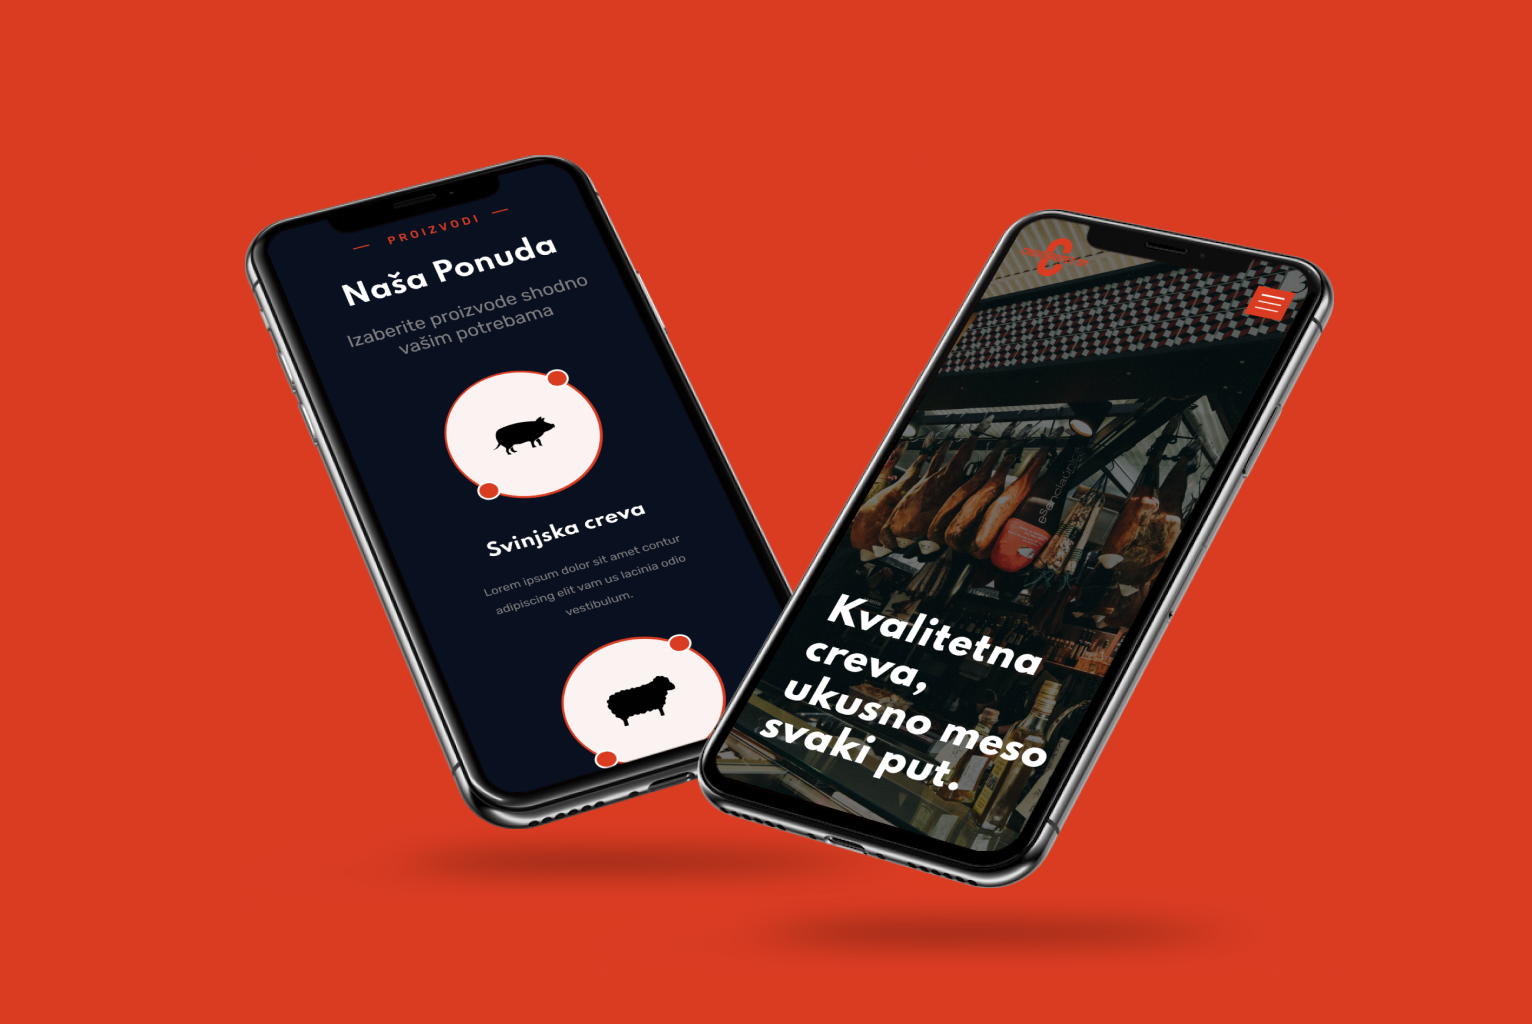 PROIZVODI
Naša Ponuda
Izaberite proizvode shodno
vašim potrebama
Svinjska creva
Lorem ipsum dolor sit amet contur
adipiscing elit vam us lacinia odio
vestibulum.
esencialonica
Kvalitetna
creva,
ukusno meso
svaki put.